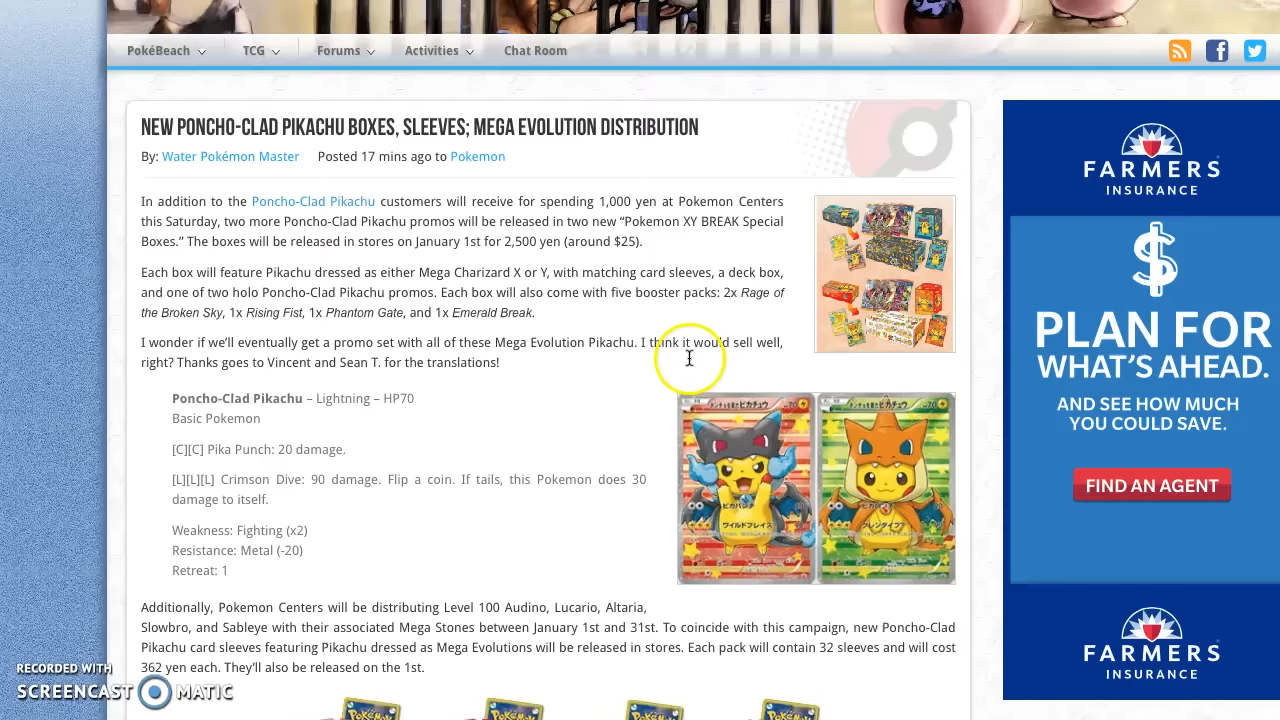 PokéBeach TCG Forums Activities Chat Room
NEW PONCHO-CLAD PIKACHU BOXES, SLEEVES; MEGA EVOLUTION DISTRIBUTION
By: Water Pokémon Master Posted 17 mins ago to Pokemon
In addition to the Poncho-Clad Pikachu customers will receive for spending 1,000 yen at Pokemon Centers
this Saturday, two more Poncho-Clad Pikachu promos will be released in two new “Pokemon XY BREAK Special
Boxes.” The boxes will be released in stores on January 1st for 2,500 yen (around $25).
Each box will feature Pikachu dressed as either Mega Charizard X or Y, with matching card sleeves, a deck box,
and one of two holo Poncho-Clad Pikachu promos. Each box will also come with five booster packs: 2x Rage of
the Broken Sky, 1x Rising Fist, 1x Phantom Gate, and 1x Emerald Break.
I wonder if we’ll eventually get a promo set with all of these Mega Evolution Pikachu. I think it would sell well,
right? Thanks goes to Vincent and Sean T. for the translations!
Poncho-Clad Pikachu – Lightning – HP70
Basic Pokemon
[C][C] Pika Punch: 20 damage.
[L][L][L] Crimson Dive: 90 damage. Flip a coin. If tails, this Pokemon does 30
damage to itself.
Weakness: Fighting (x2)
Resistance: Metal (-20)
Retreat: 1
ワイルドブレイズ
Additionally, Pokemon Centers will be distributing Level 100 Audino, Lucario, Altaria,
Slowbro, and Sableye with their associated Mega Stones between January 1st and 31st. To coincide with this campaign, new Poncho-Clad
Pikachu card sleeves featuring Pikachu dressed as Mega Evolutions will be released in stores. Each pack will contain 32 sleeves and will cost
362 yen each. They’ll also be released on the 1st.
FARMERS
INSURANCE
PLAN FOR
WHAT’S AHEAD.
AND SEE HOW MUCH
YOU COULD SAVE.
FIND AN AGENT
FARMERS
INSURANCE
RECORDED WITH
SCREENCAST MATIC